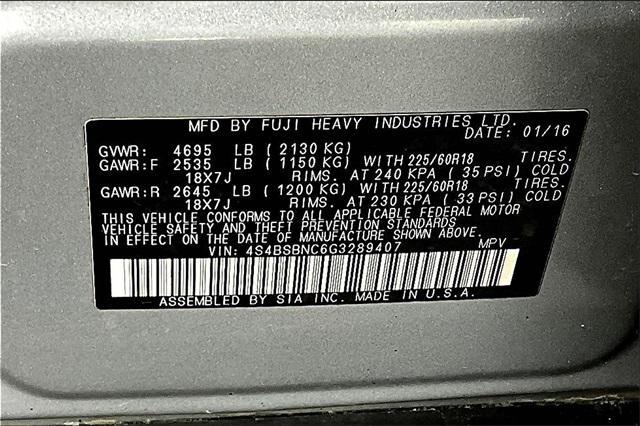 MFD BY FUJI HEAVY INDUSTRIES LTD.
DATE: 01/16
GVWR: 4695 LB ( 2130 KG)
GAWR:F 2535 LB ( 1150 KG) WITH 225/60R18 TIRES.
18X7J RIMS. AT 240 KPA ( 35 PSI) COLD
GAWR:R 2645 LB ( 1200 KG) WITH 225/60R18 TIRES.
18X7J RIMS. AT 230 KPA ( 33 PSI) COLD
THIS VEHICLE CONFORMS TO ALL APPLICABLE FEDERAL MOTOR
VEHICLE SAFETY AND THEFT PREVENTION STANDARDS
IN EFFECT ON THE DATE OF MANUFACTURE SHOWN ABOVE.
VIN: 4S4BSBNC6G3289407 MPV
ASSEMBLED BY SIA INC. MADE IN U.S.A.